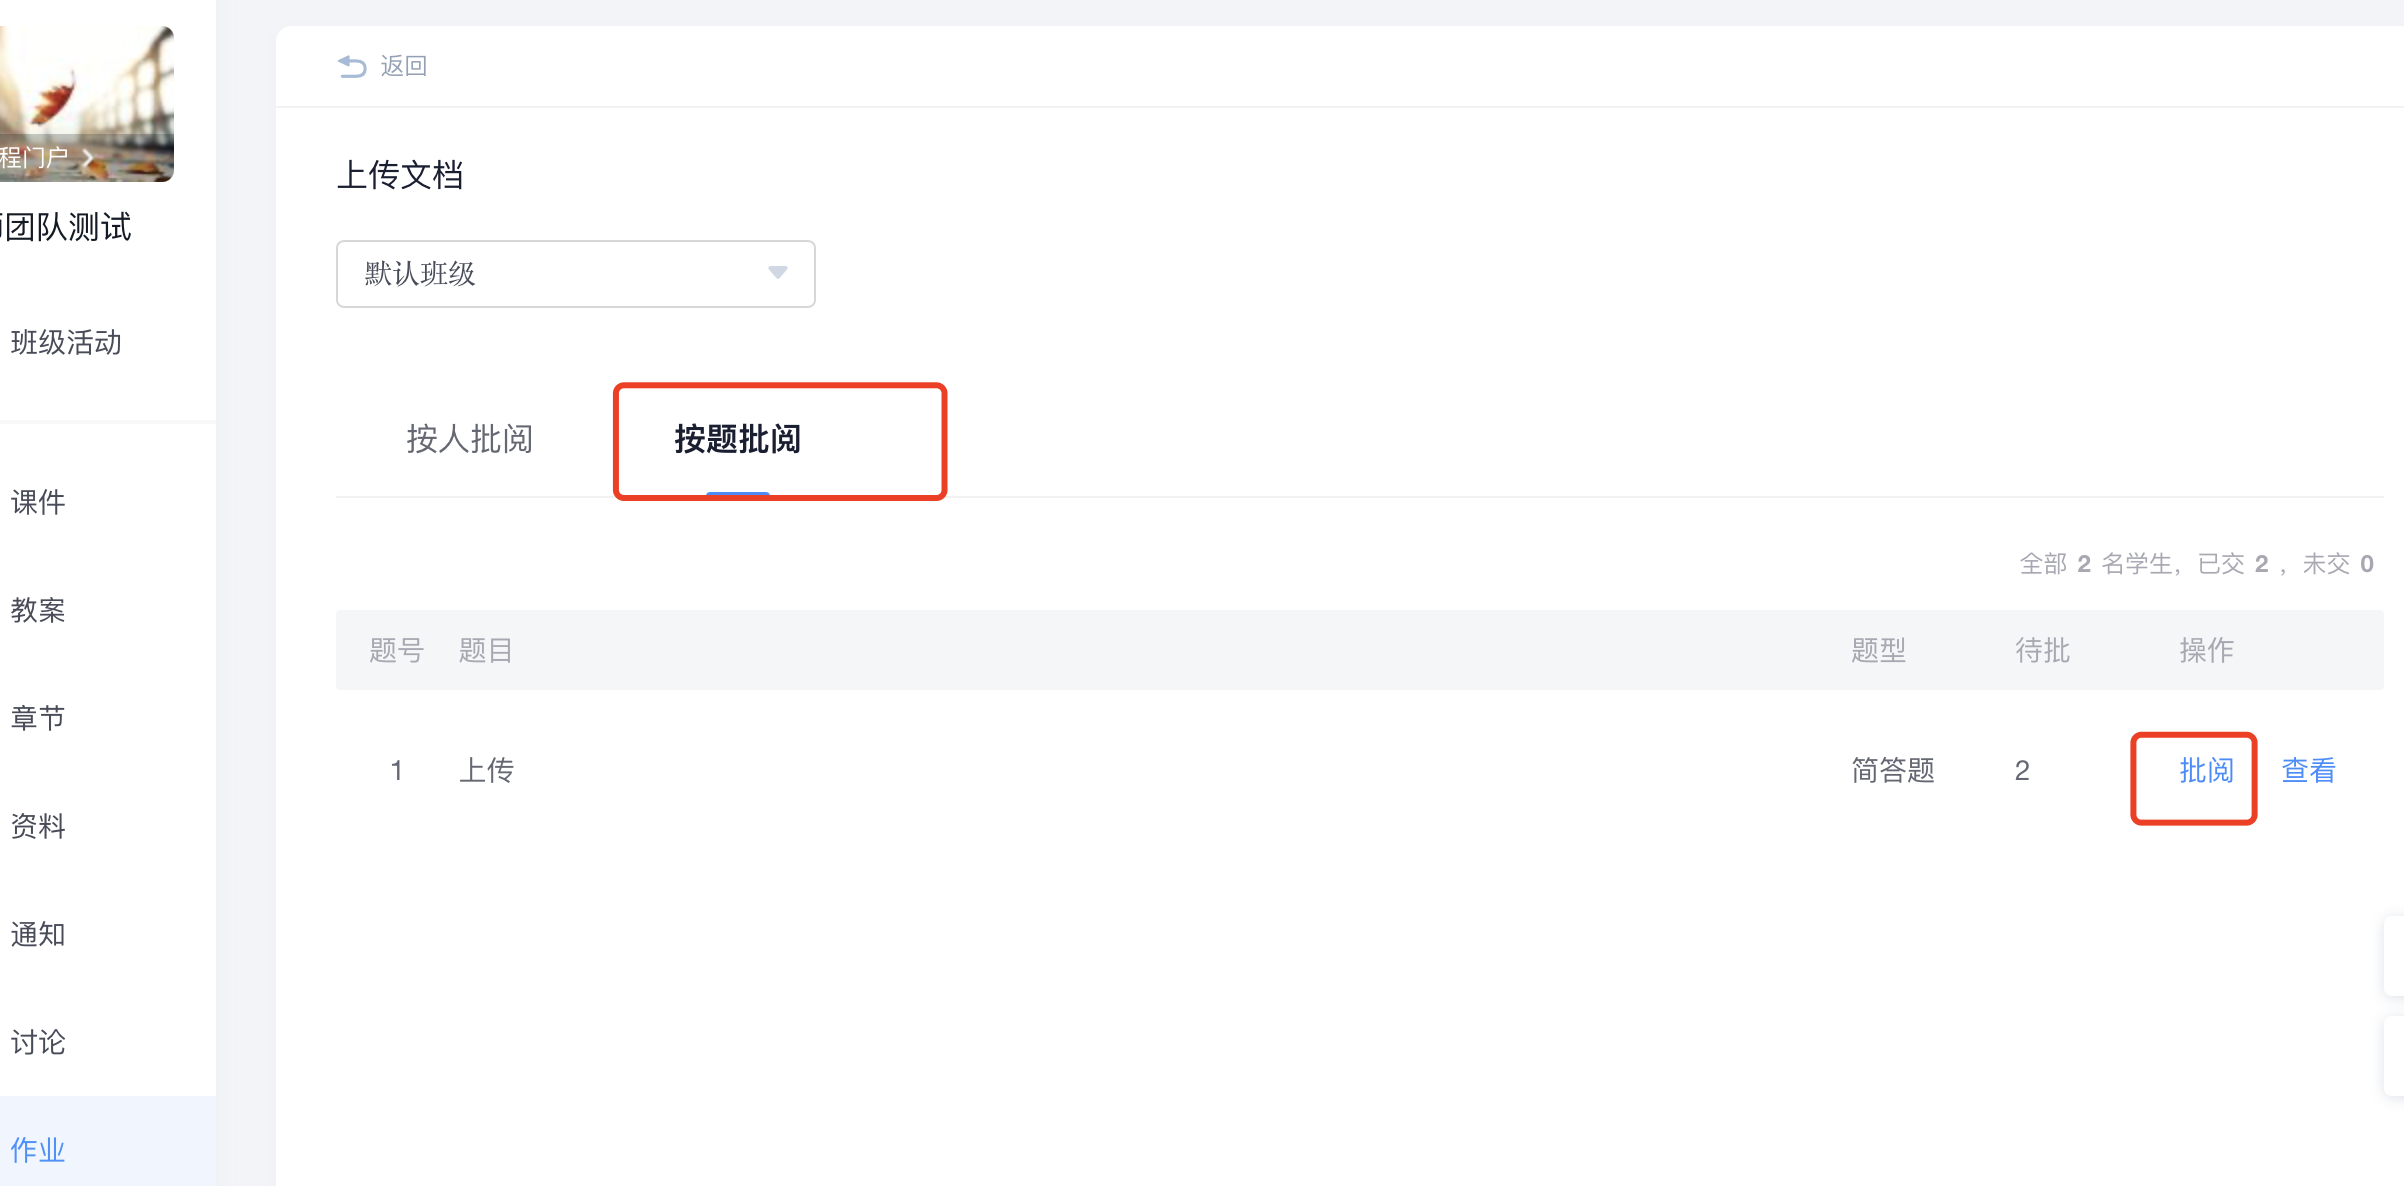 返回
程门户
团队测试
班级活动
课件
教案
章节
资料
通知
讨论
作业
上传文档
默认班级
按人批阅 按题批阅
全部 2 名学生, 已交 2 , 未交 0
题号 题目 题型 待批 操作
1 上传 简答题 2 批阅 查看